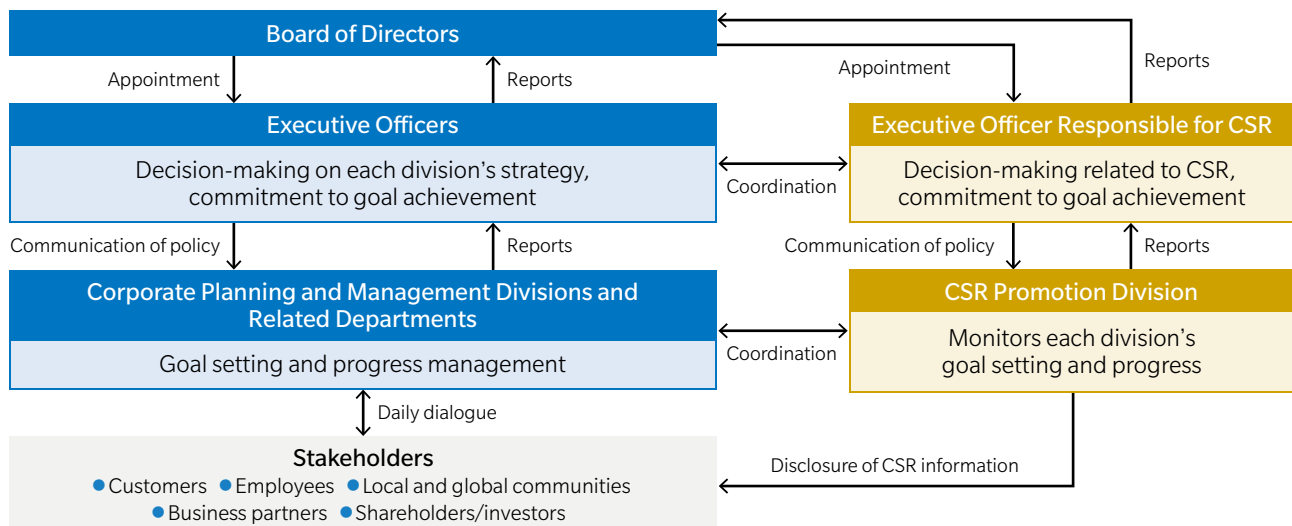 Board of Directors
Appointment
Reports
Appointment
Reports
Executive Officers
Decision-making on each division’s strategy,
commitment to goal achievement
Coordination
Executive Officer Responsible for CSR
Decision-making related to CSR,
commitment to goal achievement
Communication of policy
Reports
Communication of policy
Reports
Corporate Planning and Management Divisions and
Related Departments
Goal setting and progress management
Coordination
CSR Promotion Division
Monitors each division’s
goal setting and progress
Daily dialogue
Stakeholders
● Customers ● Employees ● Local and global communities
● Business partners ● Shareholders/investors
Disclosure of CSR information